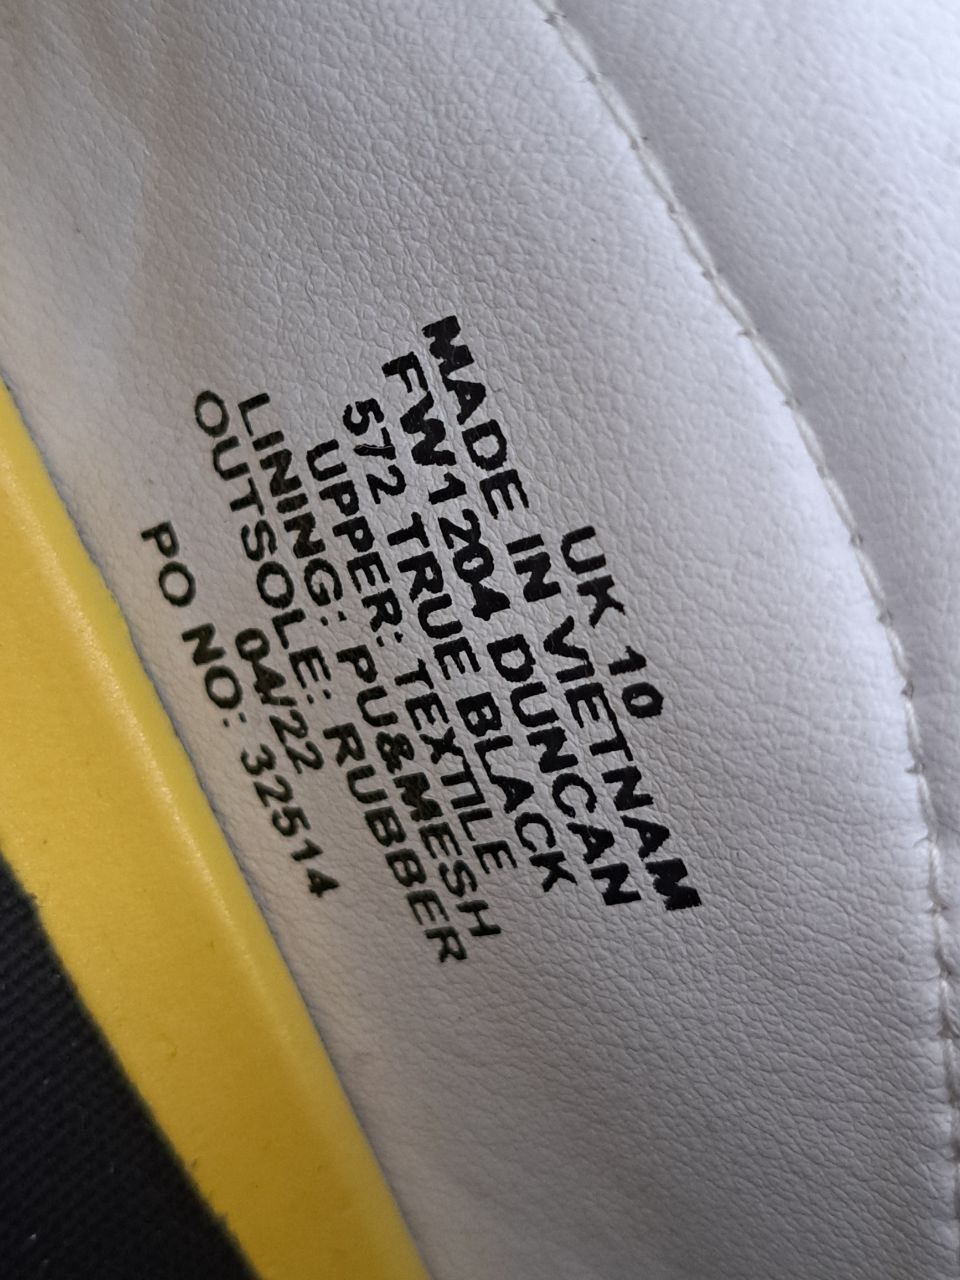 UK 10
MADE IN VIETNAM
FW1204 DUNCAN
572 TRUE BLACK
UPPER: TEXTILE
LINING: PU&MESH
OUTSOLE: RUBBER
04/22
PO NO: 32514